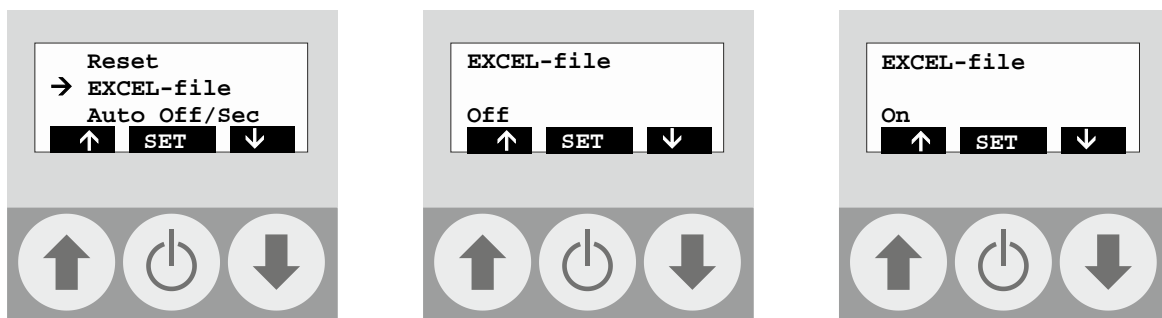 Reset
→ EXCEL-file
Auto Off/Sec
↑ SET ↓
EXCEL-file
Off
↑ SET ↓
EXCEL-file
On
↑ SET ↓